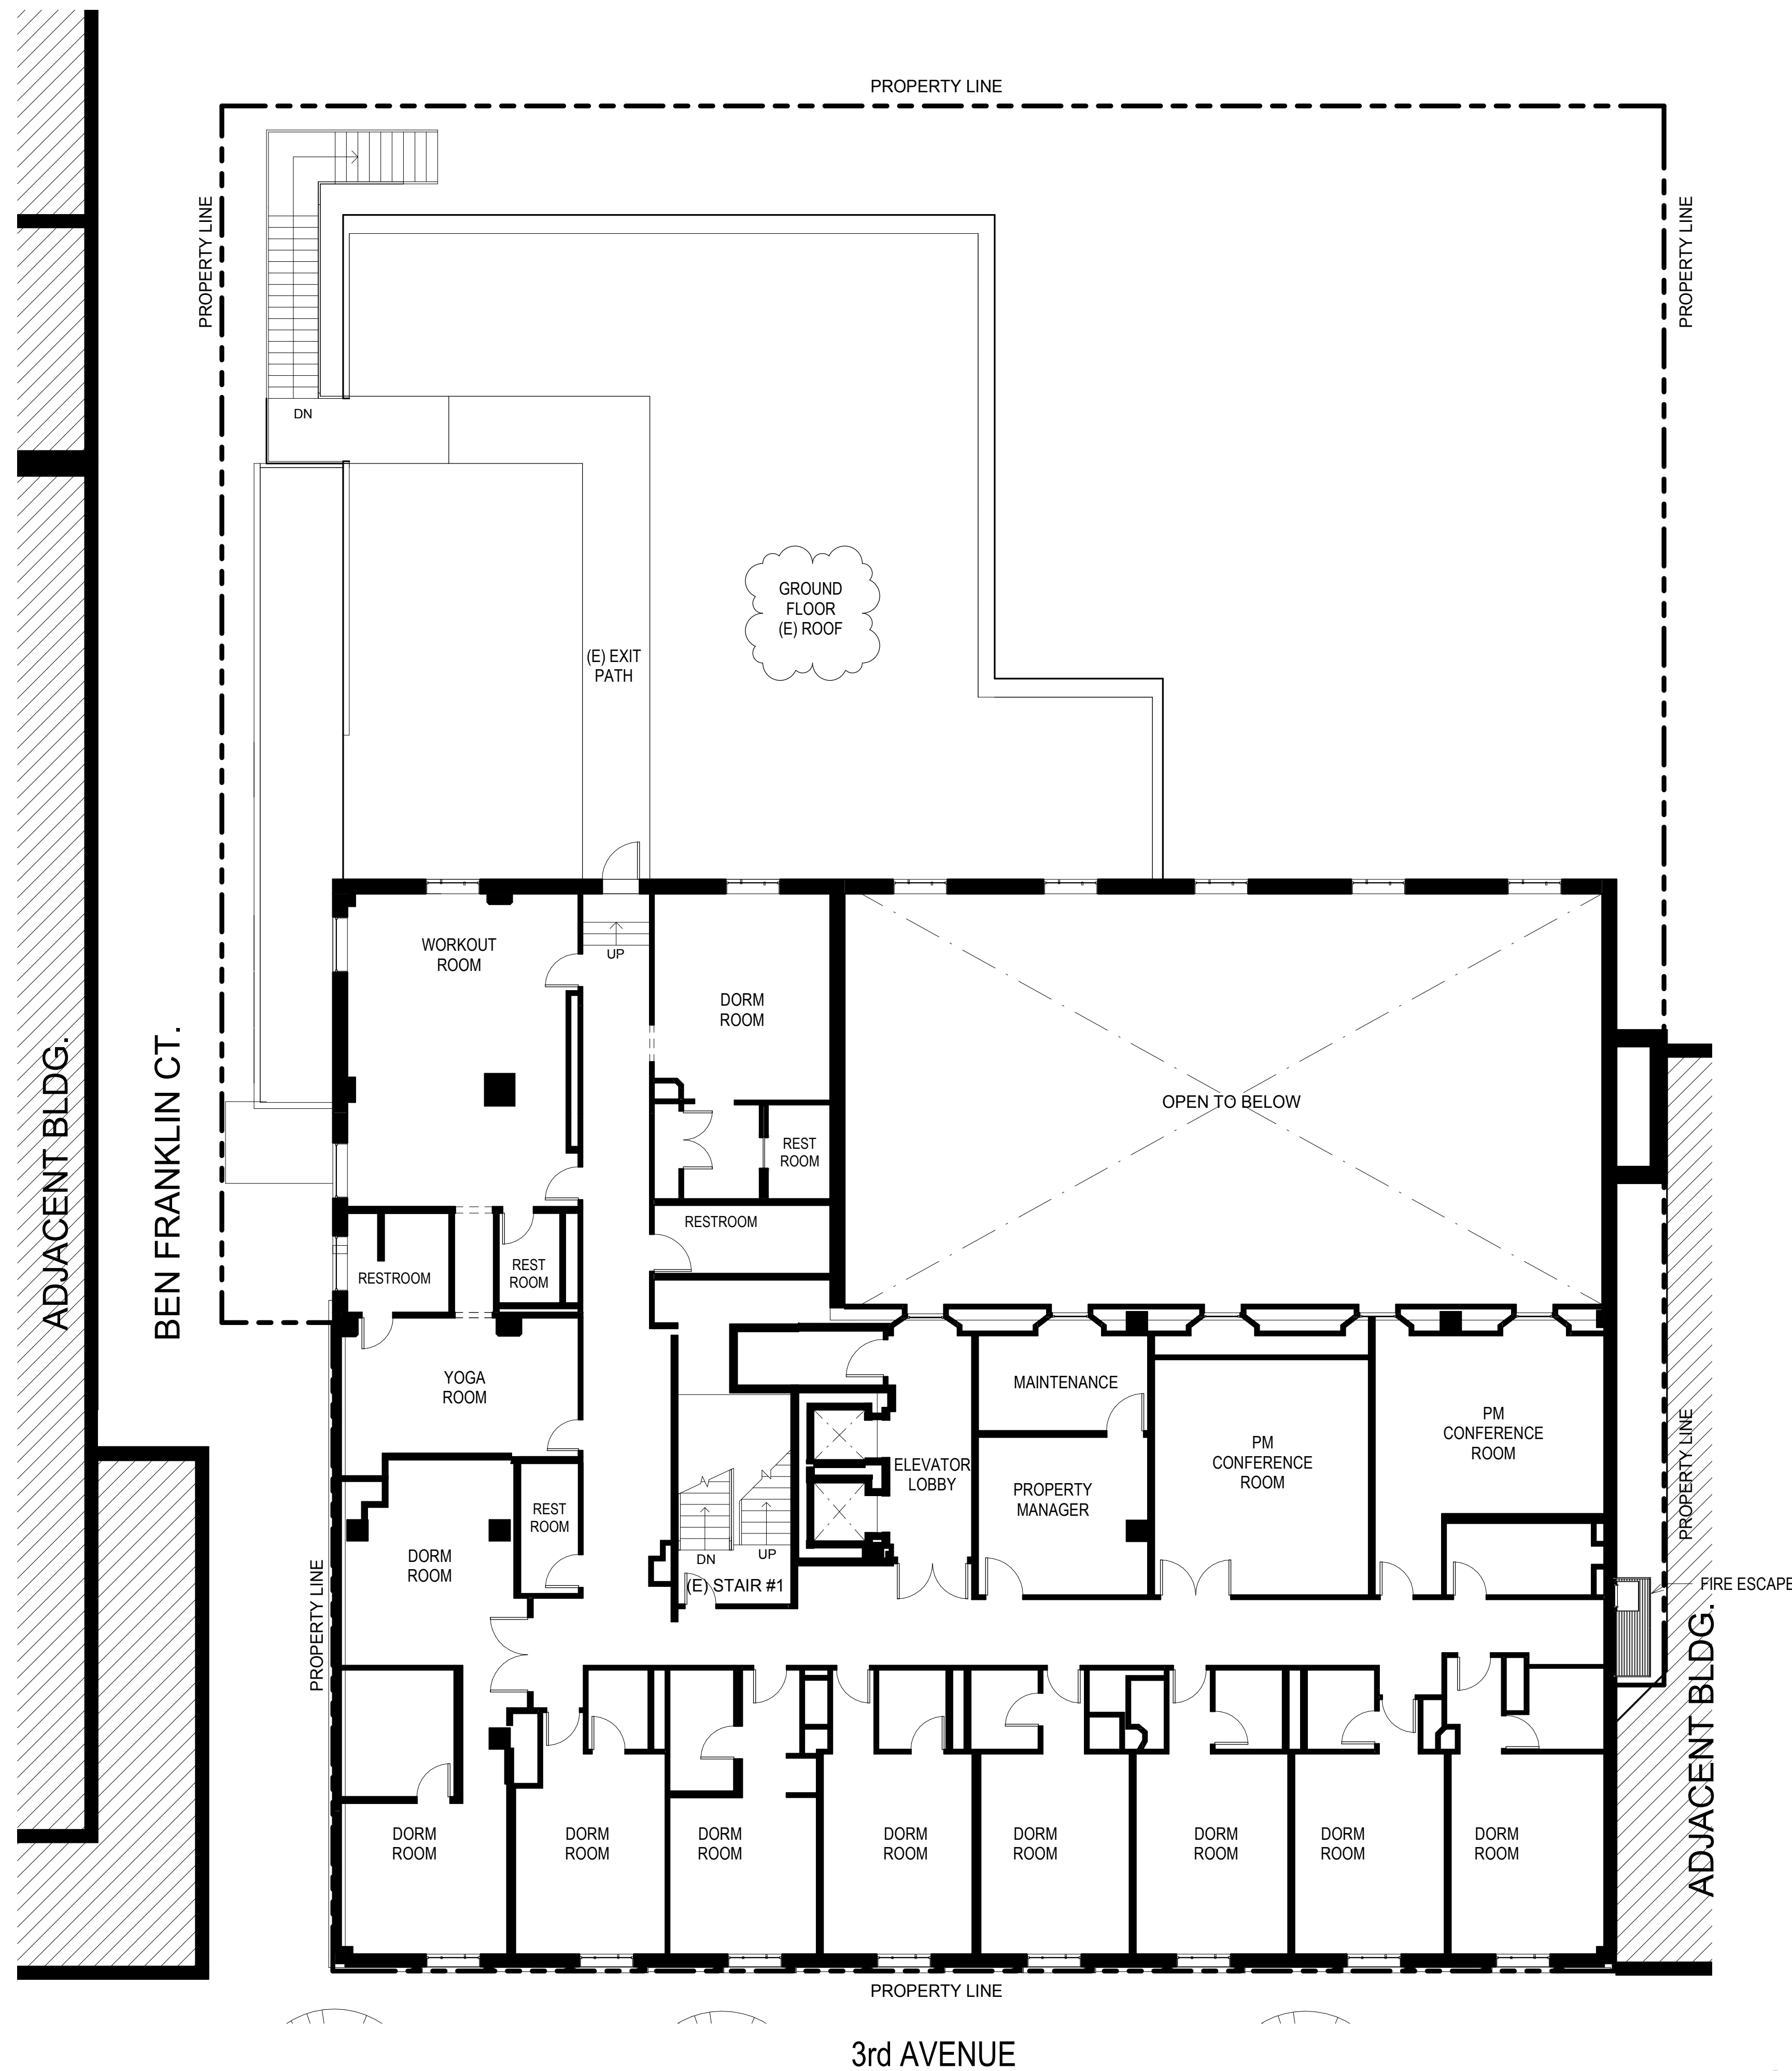 PROPERTY LINE
PROPERTY LINE
PROPERTY LINE
DN
GROUND
FLOOR
(E) ROOF
(E) EXIT
PATH
WORKOUT
ROOM
UP
DORM
ROOM
OPEN TO BELOW
ADJACENT BLDG.
BEN FRANKLIN CT.
REST
ROOM
RESTROOM
REST
ROOM
RESTROOM
YOGA
ROOM
MAINTENANCE
PM
CONFERENCE
ROOM
PM
CONFERENCE
ROOM
ELEVATOR
LOBBY
PROPERTY
MANAGER
PROPERTY LINE
REST
ROOM
DORM
ROOM
DN
UP
(E) STAIR #1
FIRE ESCAPE
PROPERTY LINE
ADJACENT BLDG.
DORM
ROOM
DORM
ROOM
DORM
ROOM
DORM
ROOM
DORM
ROOM
DORM
ROOM
DORM
ROOM
DORM
ROOM
PROPERTY LINE
3rd AVENUE